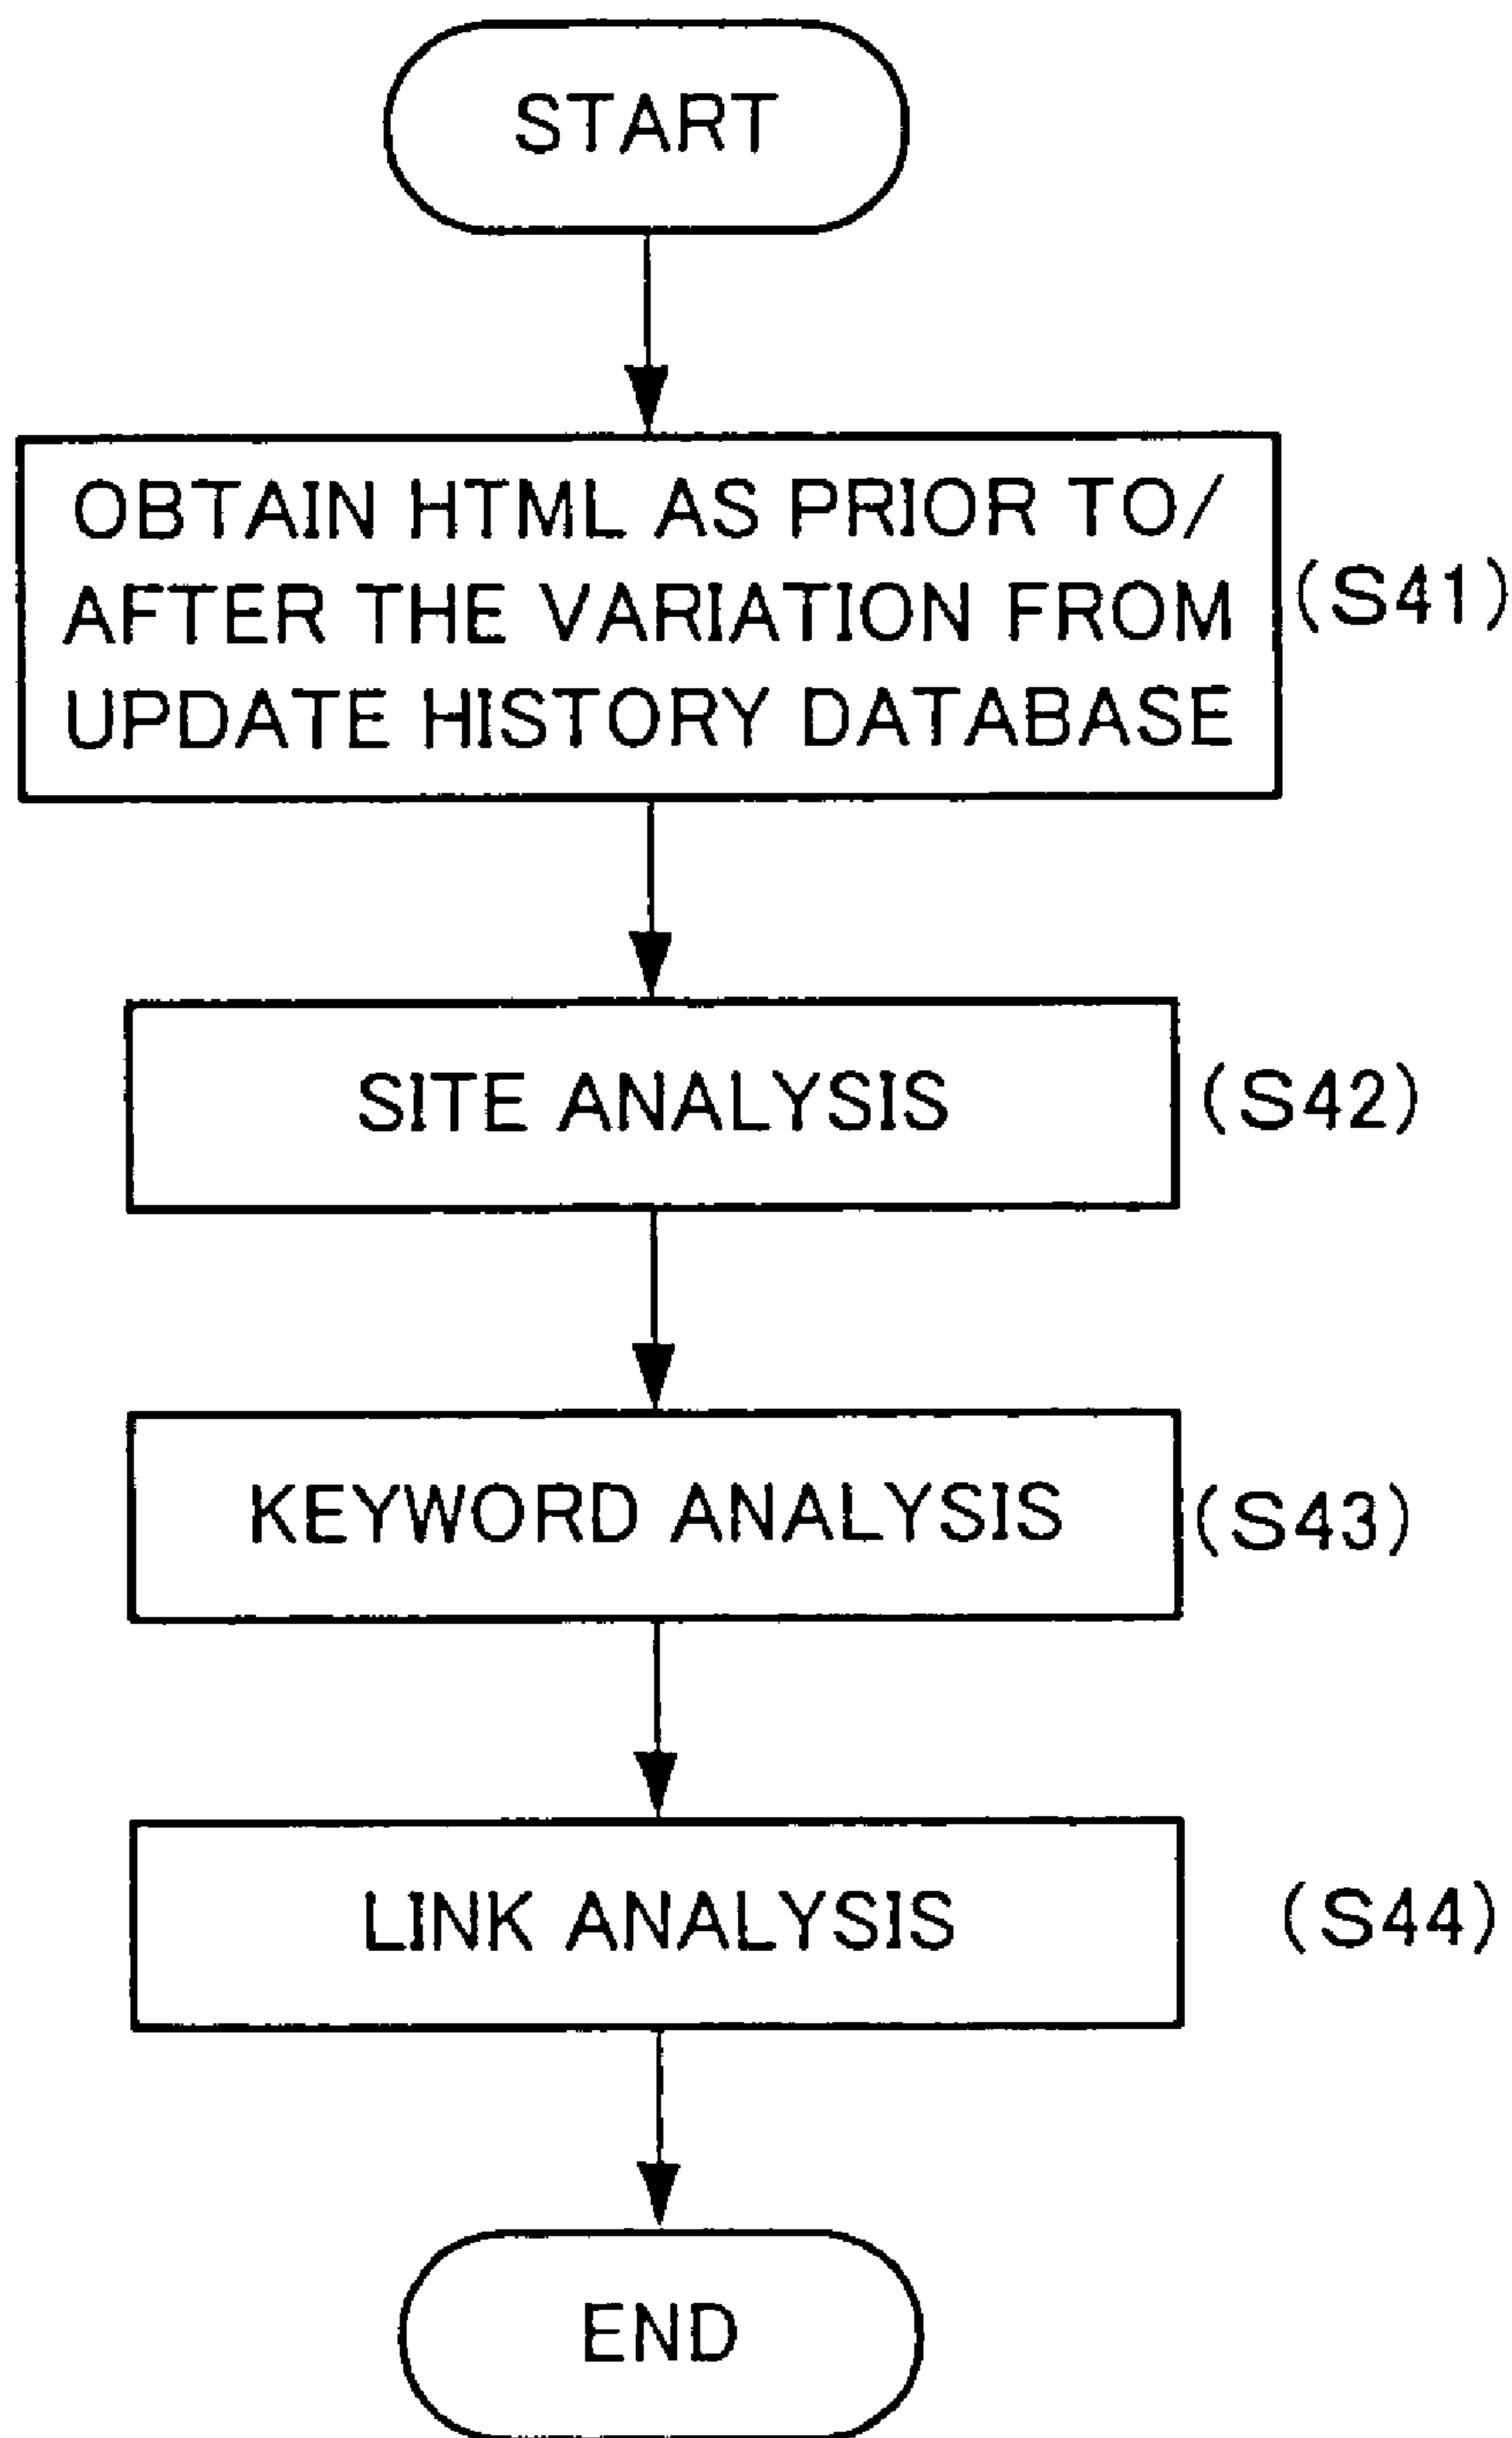 START
OBTAIN HTML AS PRIOR TO/
AFTER THE VARIATION FROM
UPDATE HISTORY DATABASE
(S41)
SITE ANALYSIS
(S42)
KEYWORD ANALYSIS
(S43)
LINK ANALYSIS
(S44)
END